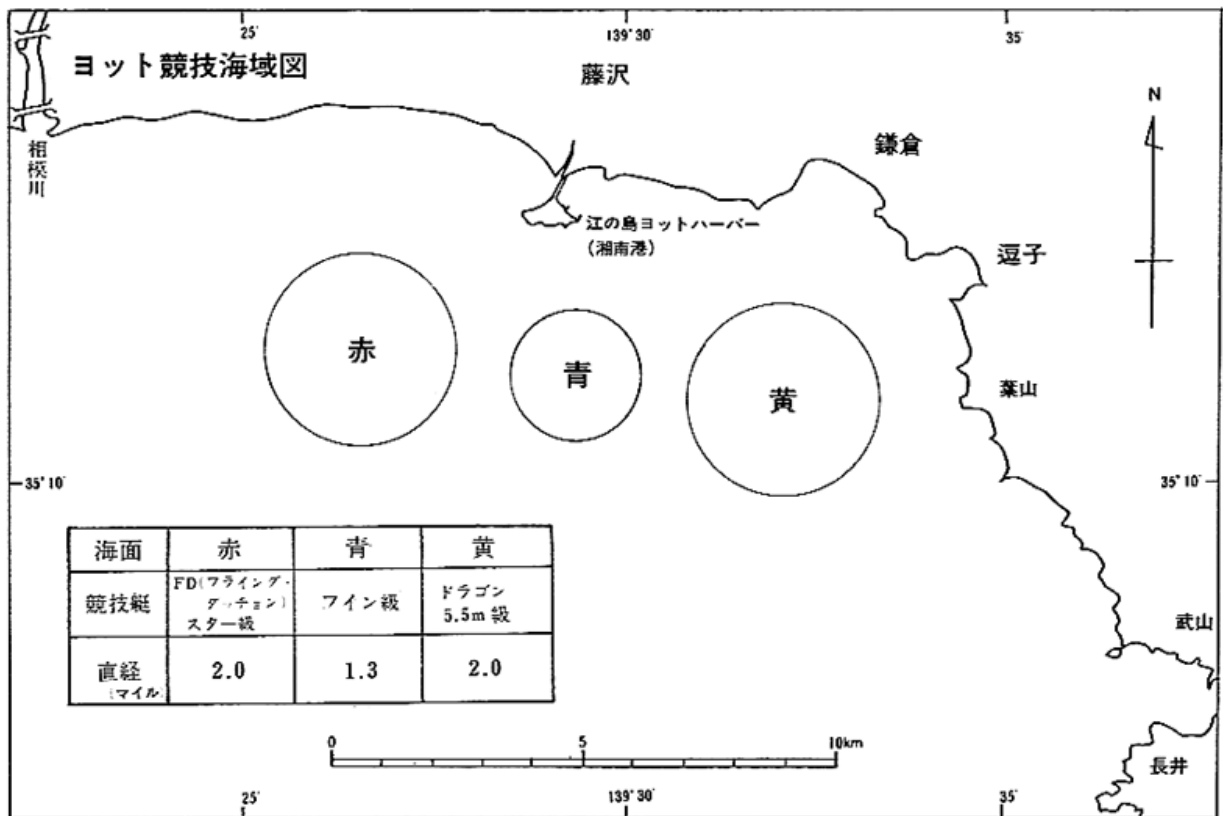 25′
139°30′
35′
ヨット競技海域図
藤沢
N
相模川
鎌倉
江の島ヨットハーバー
(湘南港)
逗子
赤
青
黄
葉山
35°10′
35°10′
海面 赤 青 黄
競技艇 FD(フライング・ダッチョン)スター級 フイン級 ドラゴン5.5m級
直経(マイル) 2.0 1.3 2.0
武山
0 5 10km
長井
25′
139°30′
35′